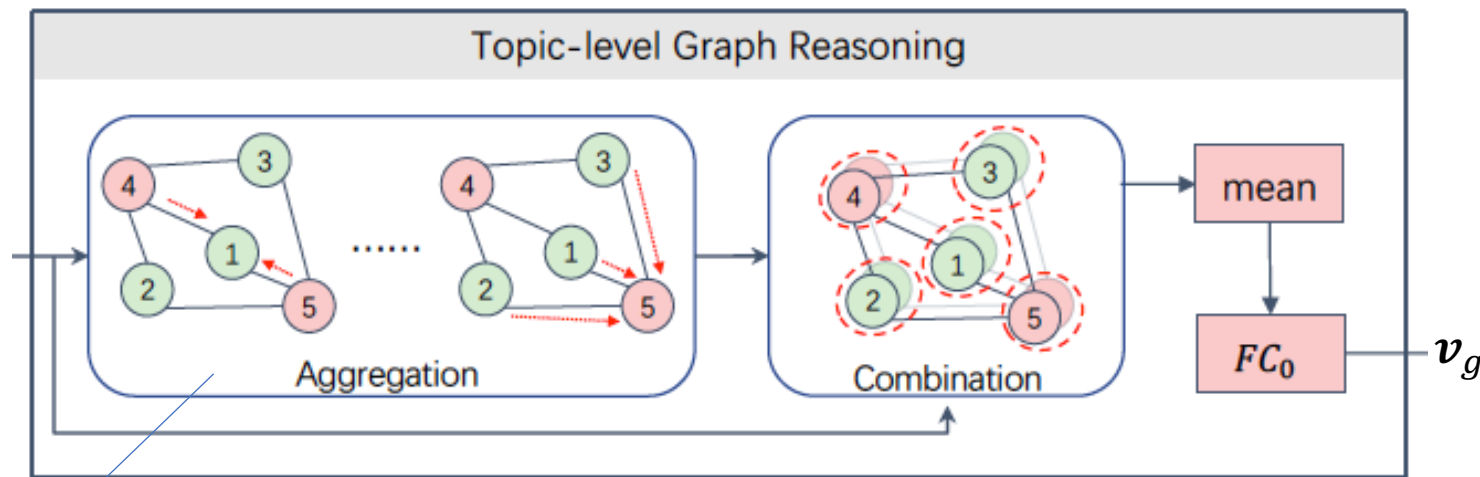 Topic-level Graph Reasoning
4
3
1
2
5
......
4
3
1
2
5
Aggregation
4
3
1
2
5
Combination
mean
FC₀
v_g